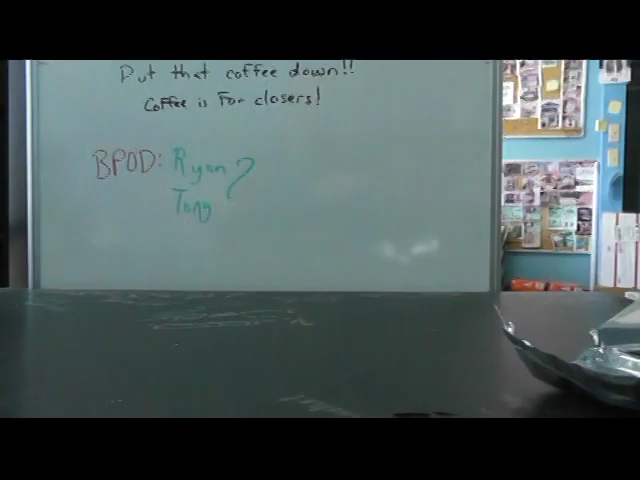 Put that coffee down!!
Coffee is For closers!
BPOD: Ryan ?
Tony